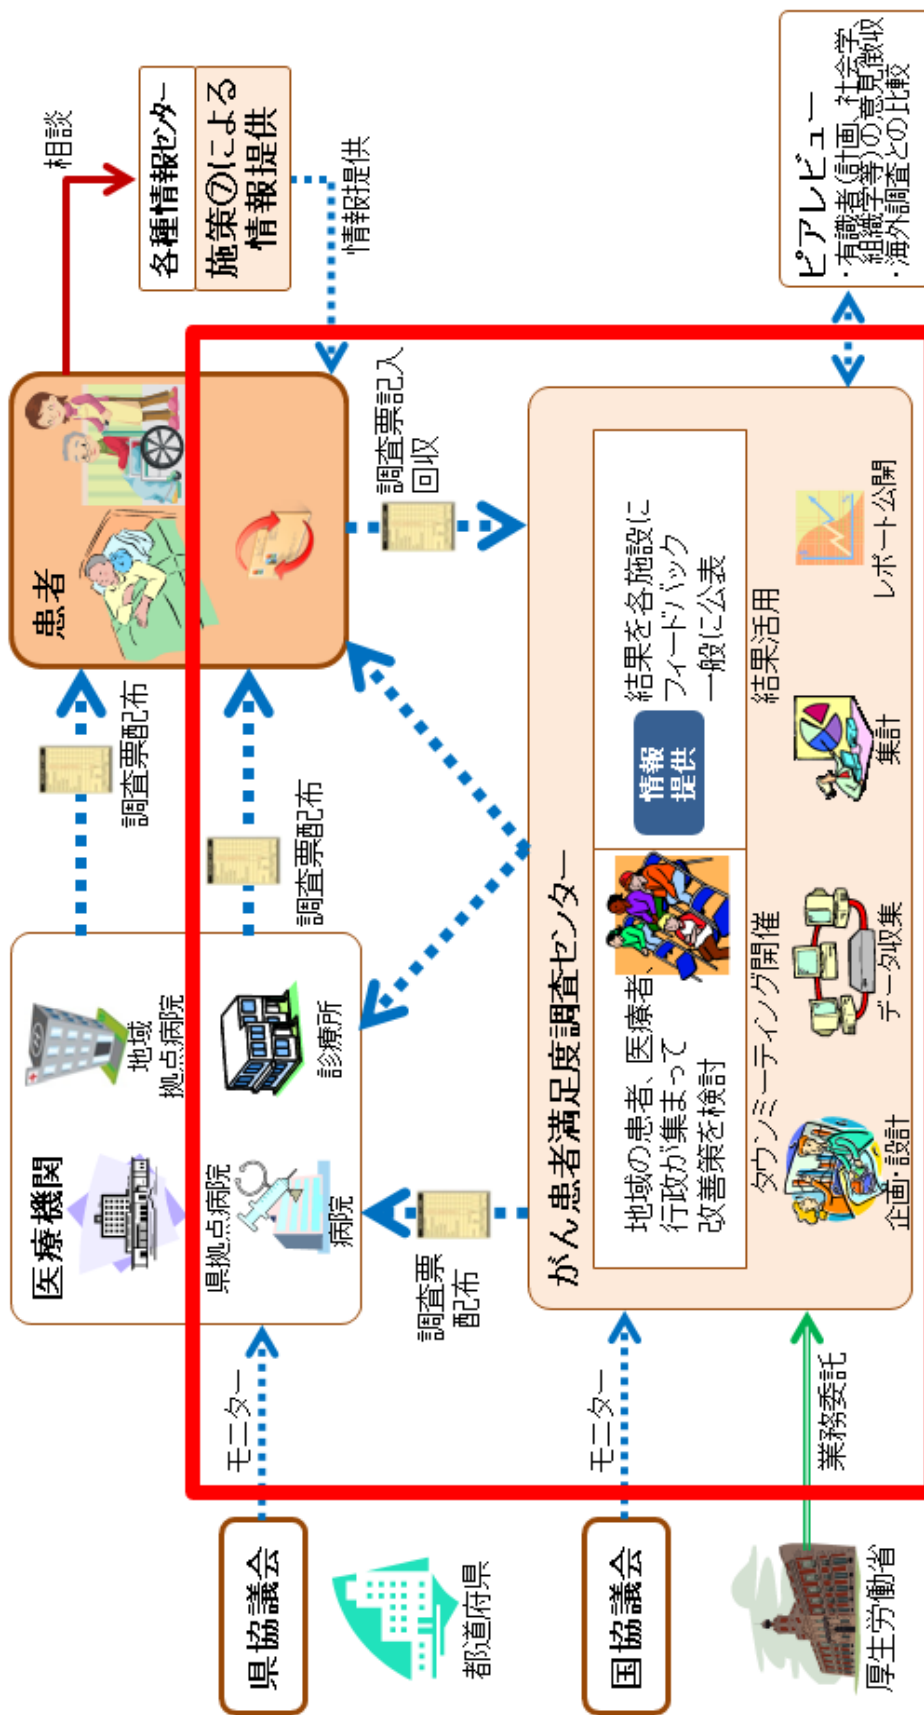 県協議会
都道府県
国協議会
厚生労働省
モニター
モニター
業務委託
医療機関
地域
拠点病院
県拠点病院
病院
診療所
調査票
配布
調査票配布
調査票配布
患者
相談
各種情報センター
施策⑦による
情報提供
情報提供
調査票記入
回収
がん患者満足度調査センター
地域の患者、医療者、
行政が集まって
改善策を検討
情報
提供
結果を各施設に
フィードバック
一般に公表
タウンミーティング開催
結果活用
企画・設計
データ収集
集計
レポート公開
ピアレビュー
・有識者(計画、社会学、
組織学等)の意見徴収
・海外調査との比較